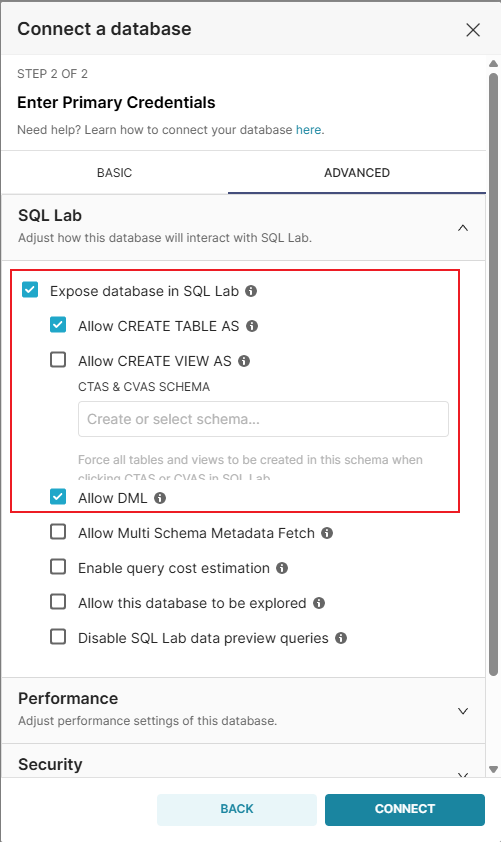 Connect a database
STEP 2 OF 2
Enter Primary Credentials
Need help? Learn how to connect your database here.
BASIC
ADVANCED
SQL Lab
Adjust how this database will interact with SQL Lab.
Expose database in SQL Lab
Allow CREATE TABLE AS
Allow CREATE VIEW AS
CTAS & CVAS SCHEMA
Create or select schema...
Force all tables and views to be created in this schema when
clicking CTAS or CVAS in SQL Lab
Allow DML
Allow Multi Schema Metadata Fetch
Enable query cost estimation
Allow this database to be explored
Disable SQL Lab data preview queries
Performance
Adjust performance settings of this database.
Security
BACK
CONNECT